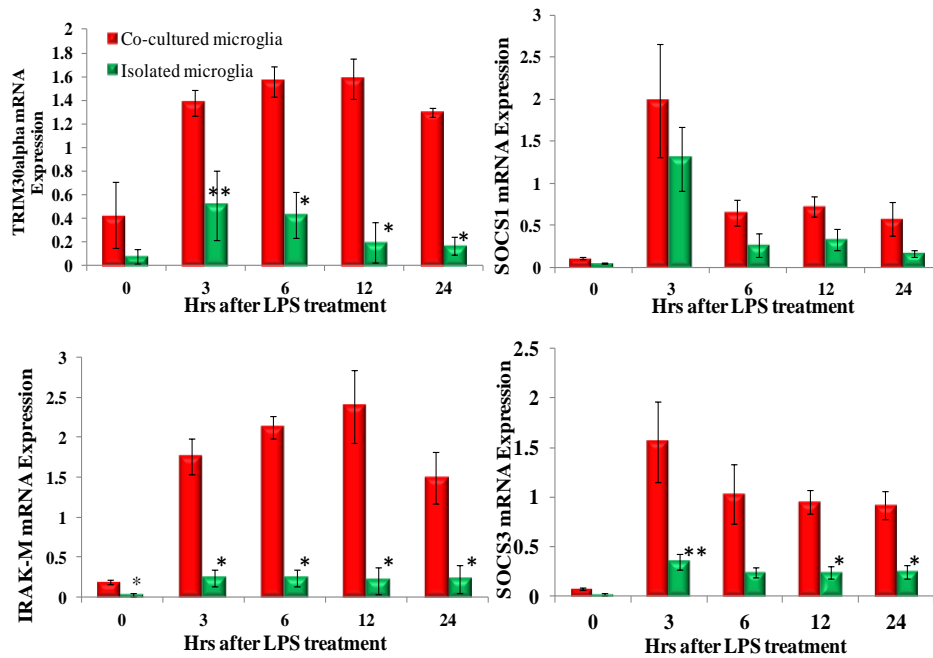 TRIM30alpha mRNA
Expression
2
1.8
1.6
1.4
1.2
1
0.8
0.6
0.4
0.2
0
Co-cultured microglia
Isolated microglia
**
*
*
*
0 3 6 12 24
Hrs after LPS treatment
SOCS1 mRNA Expression
3
2.5
2
1.5
1
0.5
0
0 3 6 12 24
Hrs after LPS treatment
IRAK-M mRNA Expression
3
2.5
2
1.5
1
0.5
0
*
*
*
*
*
0 3 6 12 24
Hrs after LPS treatment
SOCS3 mRNA Expression
2.5
2
1.5
1
0.5
0
**
*
*
0 3 6 12 24
Hrs after LPS treatment